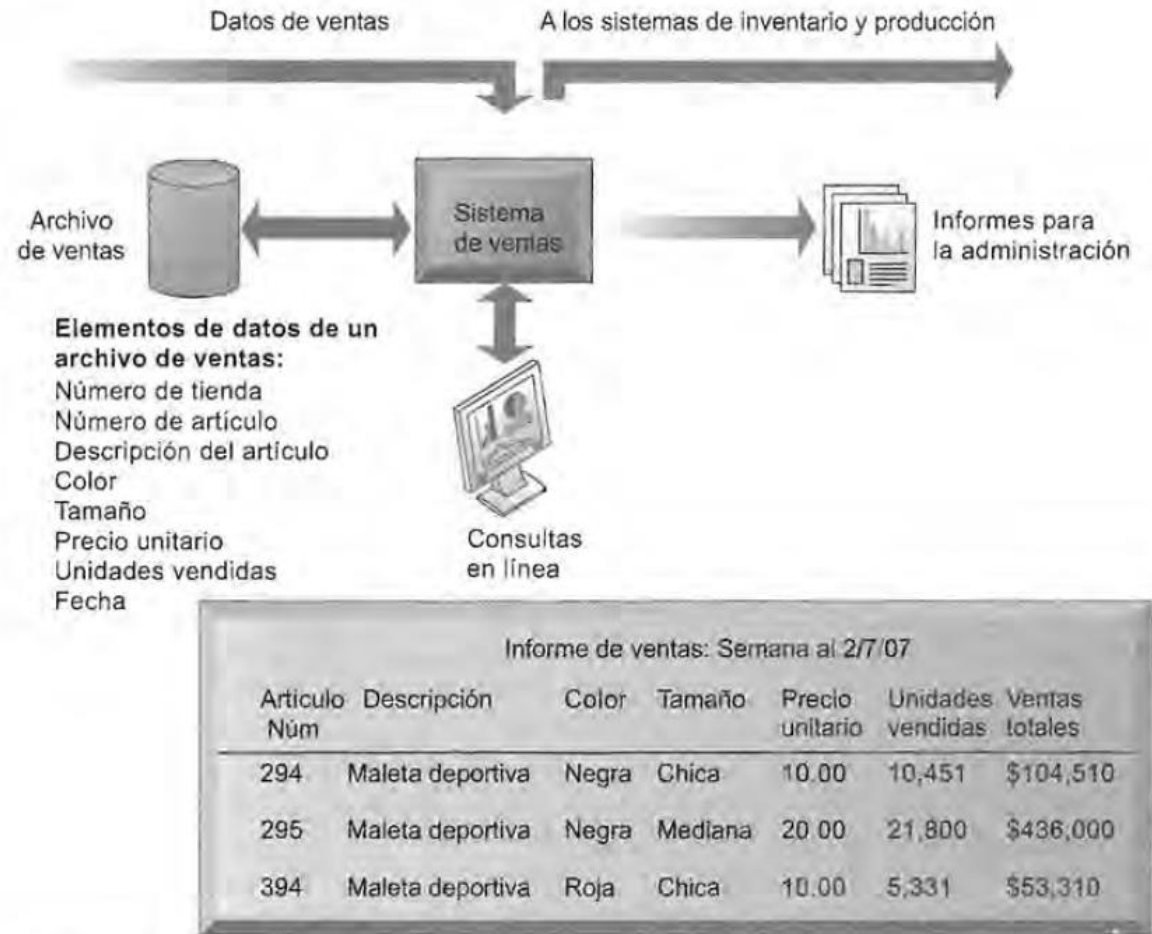 Datos de ventas
A los sistemas de inventario y producción
Archivo
de ventas
Sistema
de ventas
Informes para
la administración
Elementos de datos de un
archivo de ventas:
Número de tienda
Número de artículo
Descripción del artículo
Color
Tamaño
Precio unitario
Unidades vendidas
Fecha
Consultas
en línea
Informe de ventas: Semana al 2/7/07
Artículo Descripción Color Tamaño Precio Unidades Ventas
Núm unitario vendidas totales
294 Maleta deportiva Negra Chica 10.00 10,451 $104,510
295 Maleta deportiva Negra Mediana 20.00 21,800 $436,000
394 Maleta deportiva Roja Chica 10.00 5,331 $53,310